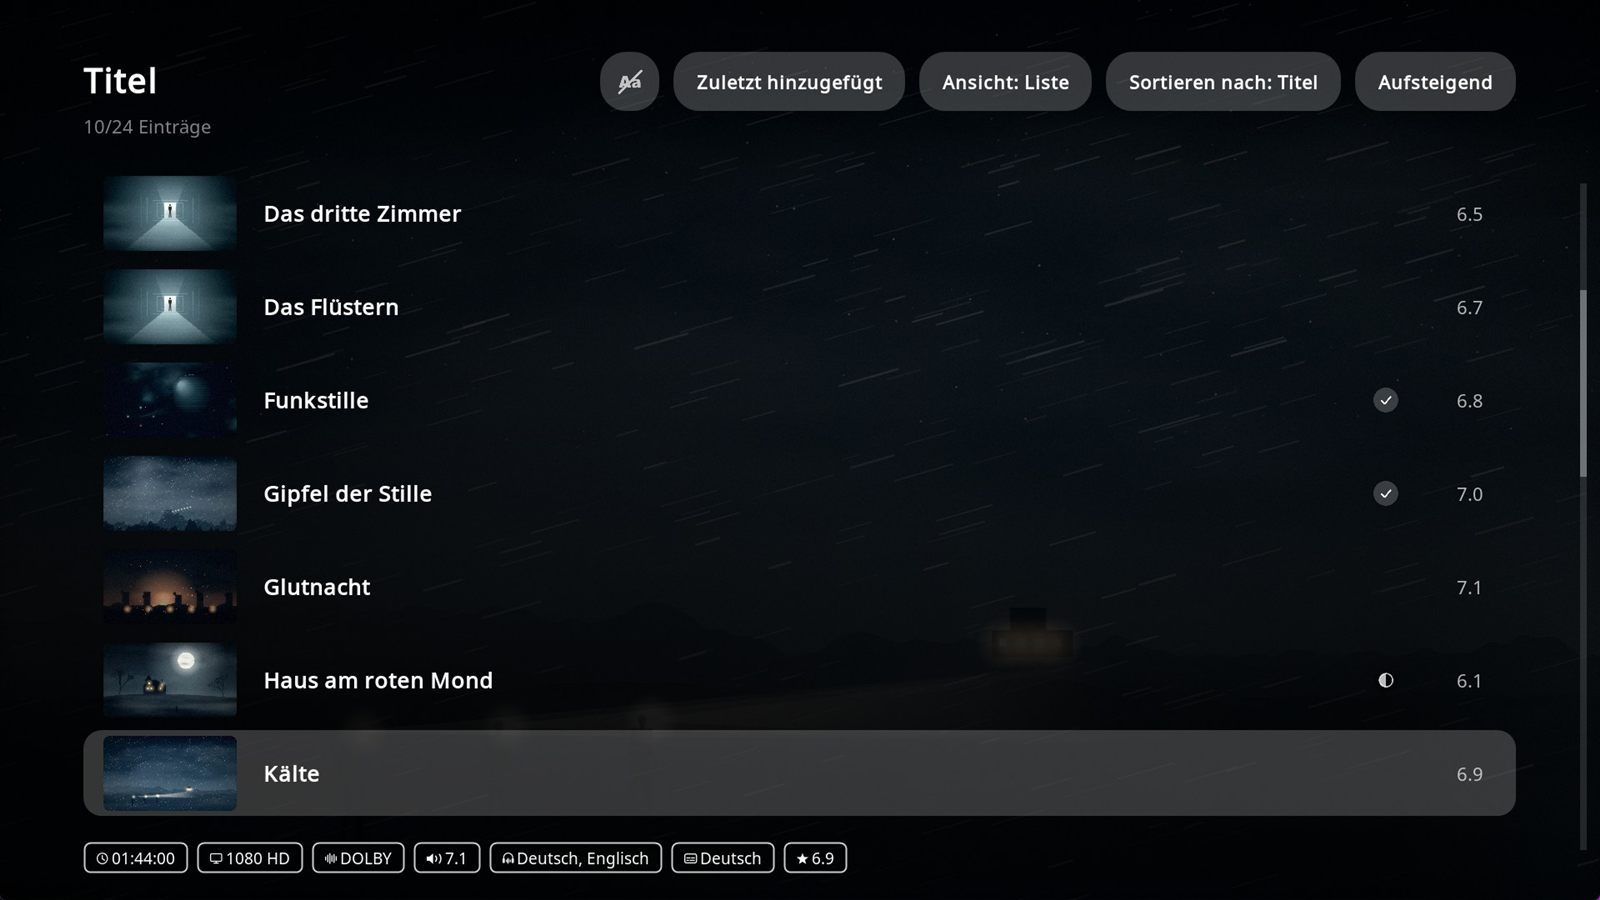 Titel
10/24 Einträge
Aa
Zuletzt hinzugefügt
Ansicht: Liste
Sortieren nach: Titel
Aufsteigend
Das dritte Zimmer 6.5
Das Flüstern 6.7
Funkstille 6.8
Gipfel der Stille 7.0
Glutnacht 7.1
Haus am roten Mond 6.1
Kälte 6.9
01:44:00 1080 HD DOLBY 7.1 Deutsch, Englisch Deutsch 6.9